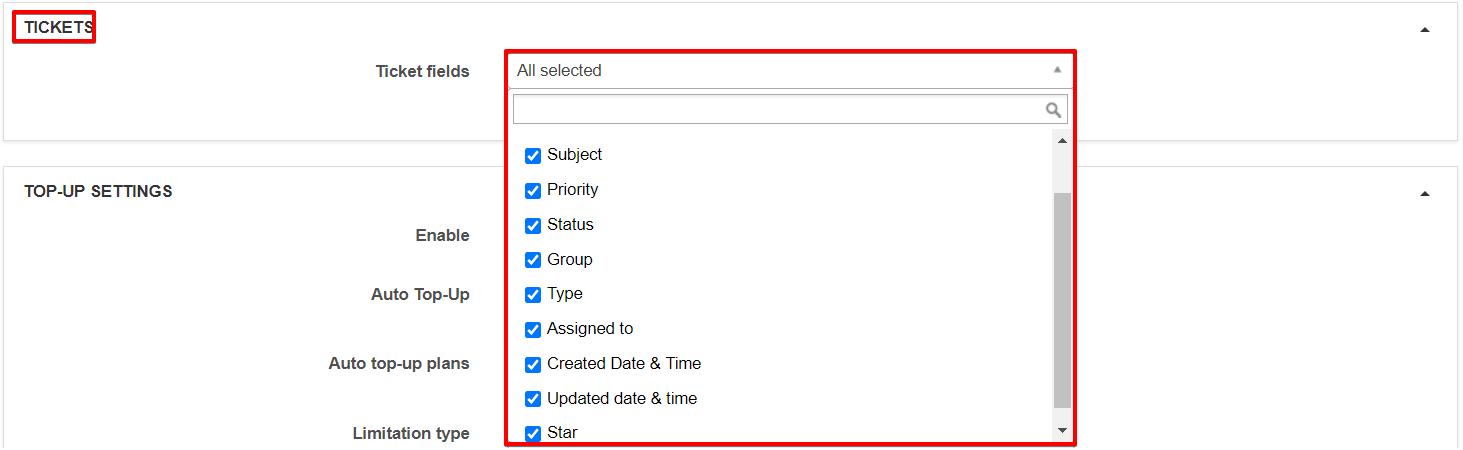 TICKETS
Ticket fields
All selected
Subject
Priority
TOP-UP SETTINGS
Status
Enable
Group
Auto Top-Up
Type
Assigned to
Auto top-up plans
Created Date & Time
Updated date & time
Limitation type
Star